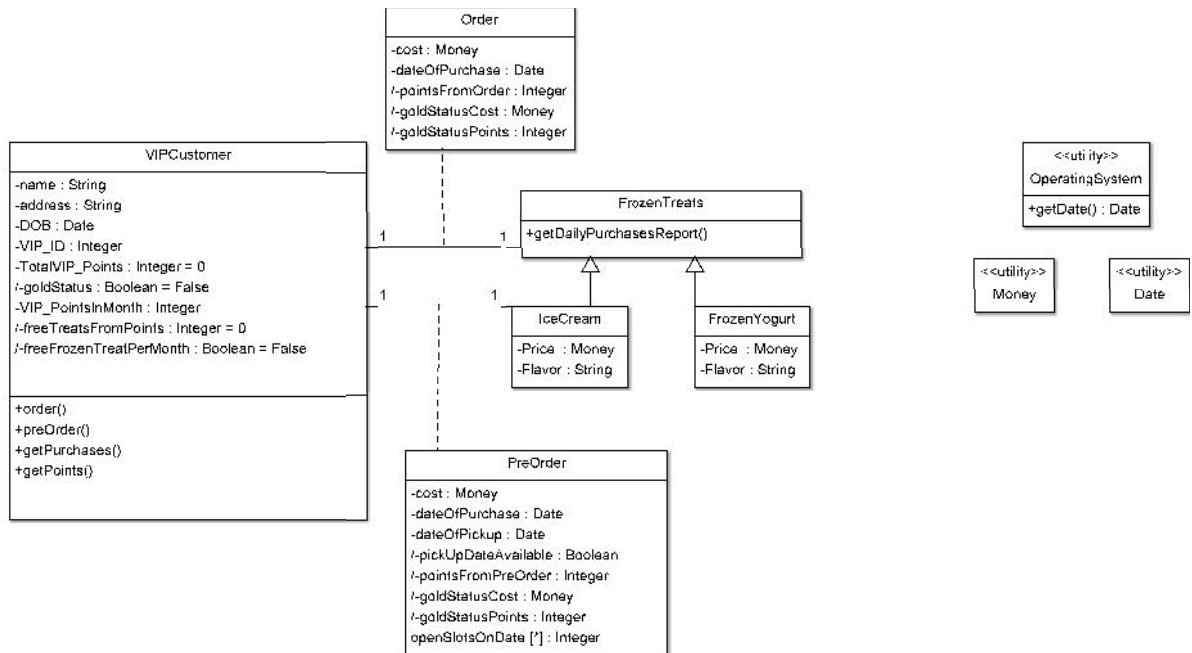 Order
-cost : Money
-dateOfPurchase : Date
/-pointsFromOrder : Integer
/-goldStatusCost : Money
/-goldStatusPoints : Integer
VIPCustomer
-name : String
-address : String
-DOB : Date
-VIP_ID : Integer
-TotalVIP_Points : Integer = 0
/-goldStatus : Boolean = False
-VIP_PointsInMonth : Integer
/-freeTreatsFromPoints : Integer = 0
/-freeFrozenTreatPerMonth : Boolean = False
+order()
+preOrder()
+getPurchases()
+getPoints()
1
1
1
1
FrozenTreats
+getDailyPurchasesReport()
IceCream
-Price : Money
-Flavor : String
FrozenYogurt
-Price : Money
-Flavor : String
PreOrder
-cost : Money
-dateOfPurchase : Date
-dateOfPickup : Date
/-pickUpDateAvailable : Boolean
/-pointsFromPreOrder : Integer
/-goldStatusCost : Money
/-goldStatusPoints : Integer
openSlotsOnDate [*] : Integer
<<utility>>
OperatingSystem
+getDate() : Date
<<utility>>
Money
<<utility>>
Date